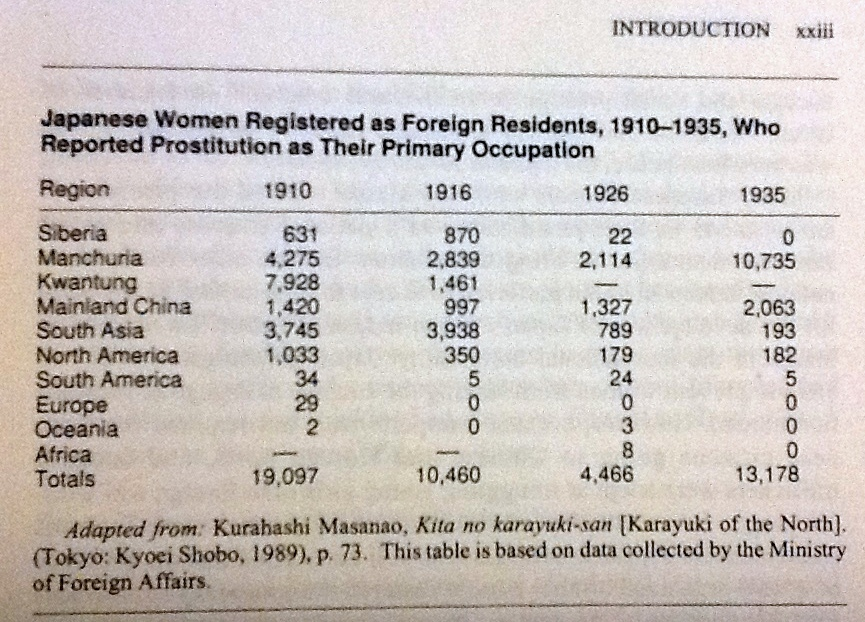 INTRODUCTION xxiii
Japanese Women Registered as Foreign Residents, 1910–1935, Who
Reported Prostitution as Their Primary Occupation
Region 1910 1916 1926 1935
Siberia 631 870 22 0
Manchuria 4,275 2,839 2,114 10,735
Kwantung 7,928 1,461 — —
Mainland China 1,420 997 1,327 2,063
South Asia 3,745 3,938 789 193
North America 1,033 350 179 182
South America 34 5 24 5
Europe 29 0 0 0
Oceania 2 0 3 0
Africa — — 8 0
Totals 19,097 10,460 4,466 13,178
Adapted from: Kurahashi Masanao, Kita no karayuki-san [Karayuki of the North].
(Tokyo: Kyoei Shobo, 1989), p. 73. This table is based on data collected by the Ministry
of Foreign Affairs.